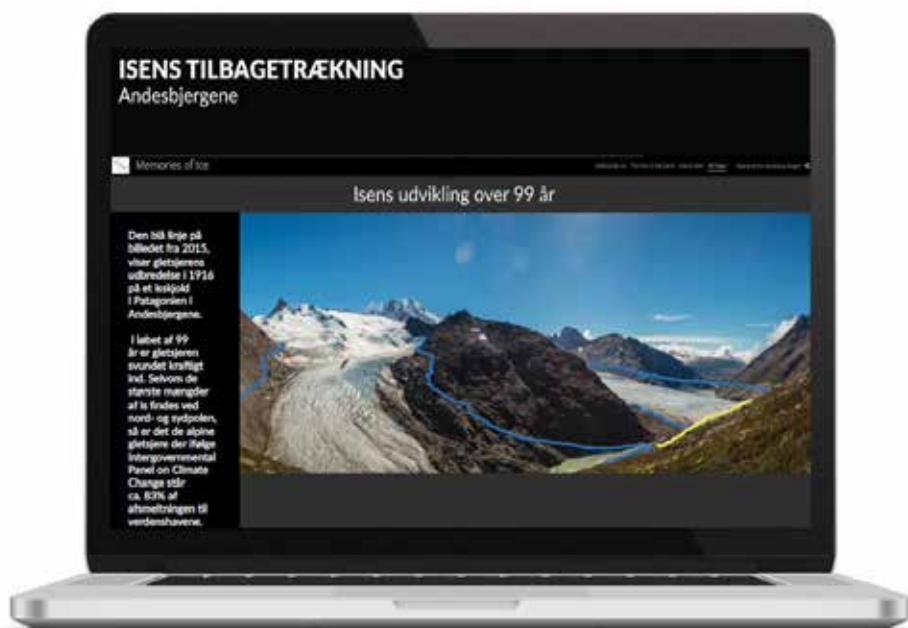 ISENS TILBAGETRÆKNING
Andesbjergene
Memories of Ice
Isens udvikling over 99 år
Den blå linje på
billedet fra 2015,
viser gletsjerens
udbredelse i 1916
på et iskjold
i Patagonien i
Andesbjergene.
I løbet af 99
år er gletsjeren
svundet kraftigt
ind. Selvom de
største mængder
af is findes ved
nord- og sydpolen,
så er det de alpine
gletsjere der ifølge
Intergovernmental
Panel on Climate
Change står
ca. 83% af
afsmeltningen til
verdenshavene.